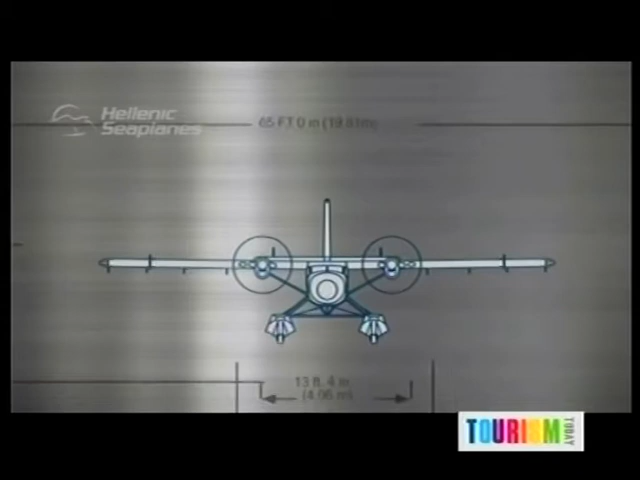 Hellenic
Seaplanes
65 FT 0 in (19.81m)
13 ft. 4 in
(4.06 m)
TOURISM
TODAY